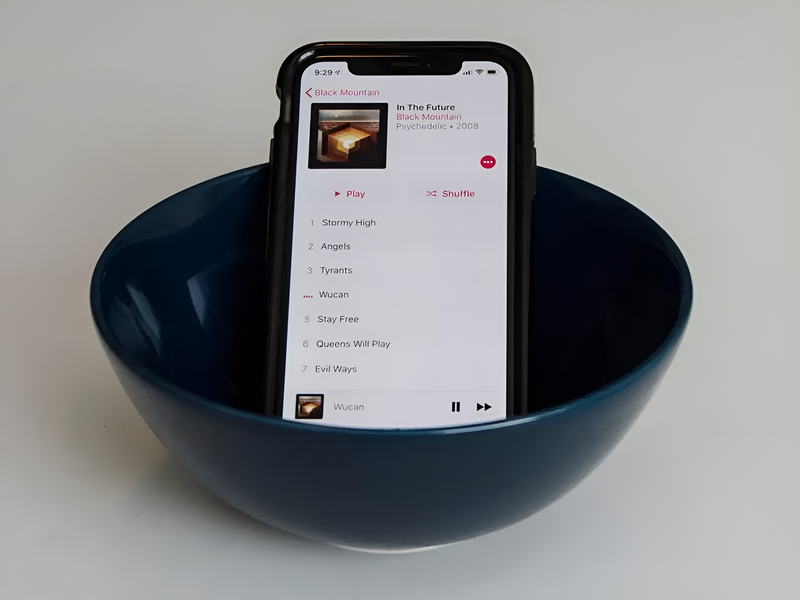 9:29
Black Mountain
In The Future
Black Mountain
Psychedelic • 2008
Play
Shuffle
1 Stormy High
2 Angels
3 Tyrants
Wucan
5 Stay Free
6 Queens Will Play
7 Evil Ways
Wucan